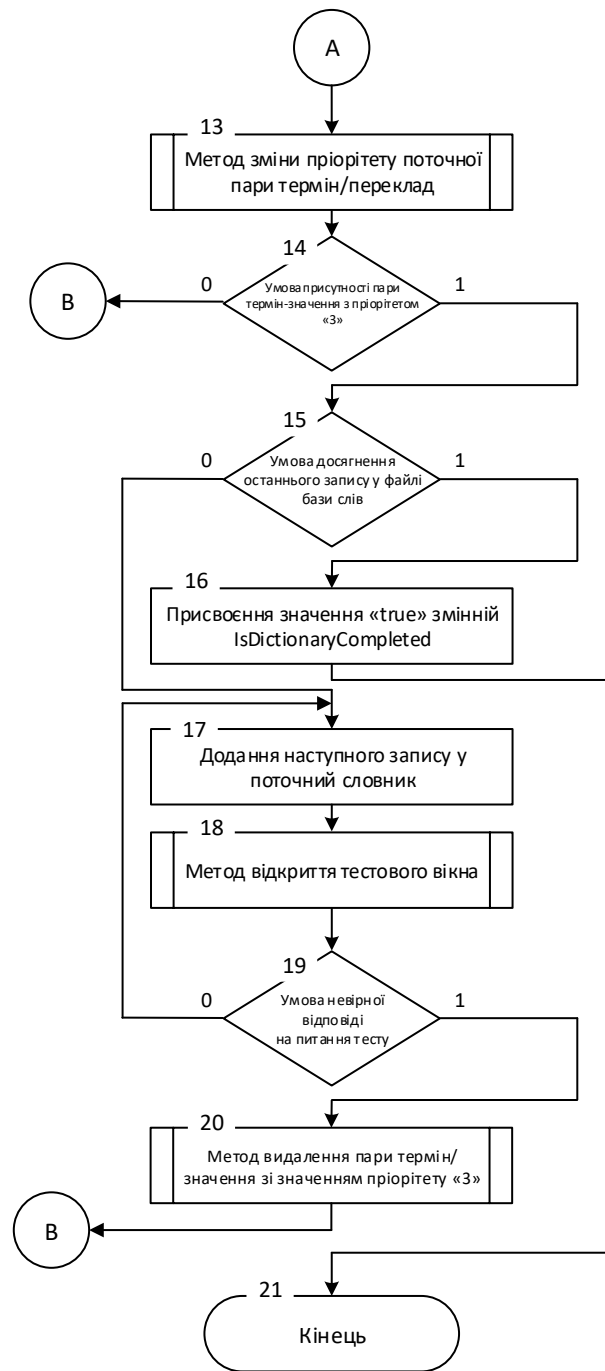 A
13
Метод зміни пріорітету поточної
пари термін/переклад
14
Умова присутності пари
термін-значення з пріорітетом
«3»
0
1
B
15
Умова досягнення
останнього запису у файлі
бази слів
0
1
16
Присвоєння значення «true» змінній
IsDictionaryCompleted
17
Додання наступного запису у
поточний словник
18
Метод відкриття тестового вікна
19
Умова невірної
відповіді
на питання тесту
0
1
20
Метод видалення пари термін/
значення зі значенням пріорітету «3»
B
21
Кінець